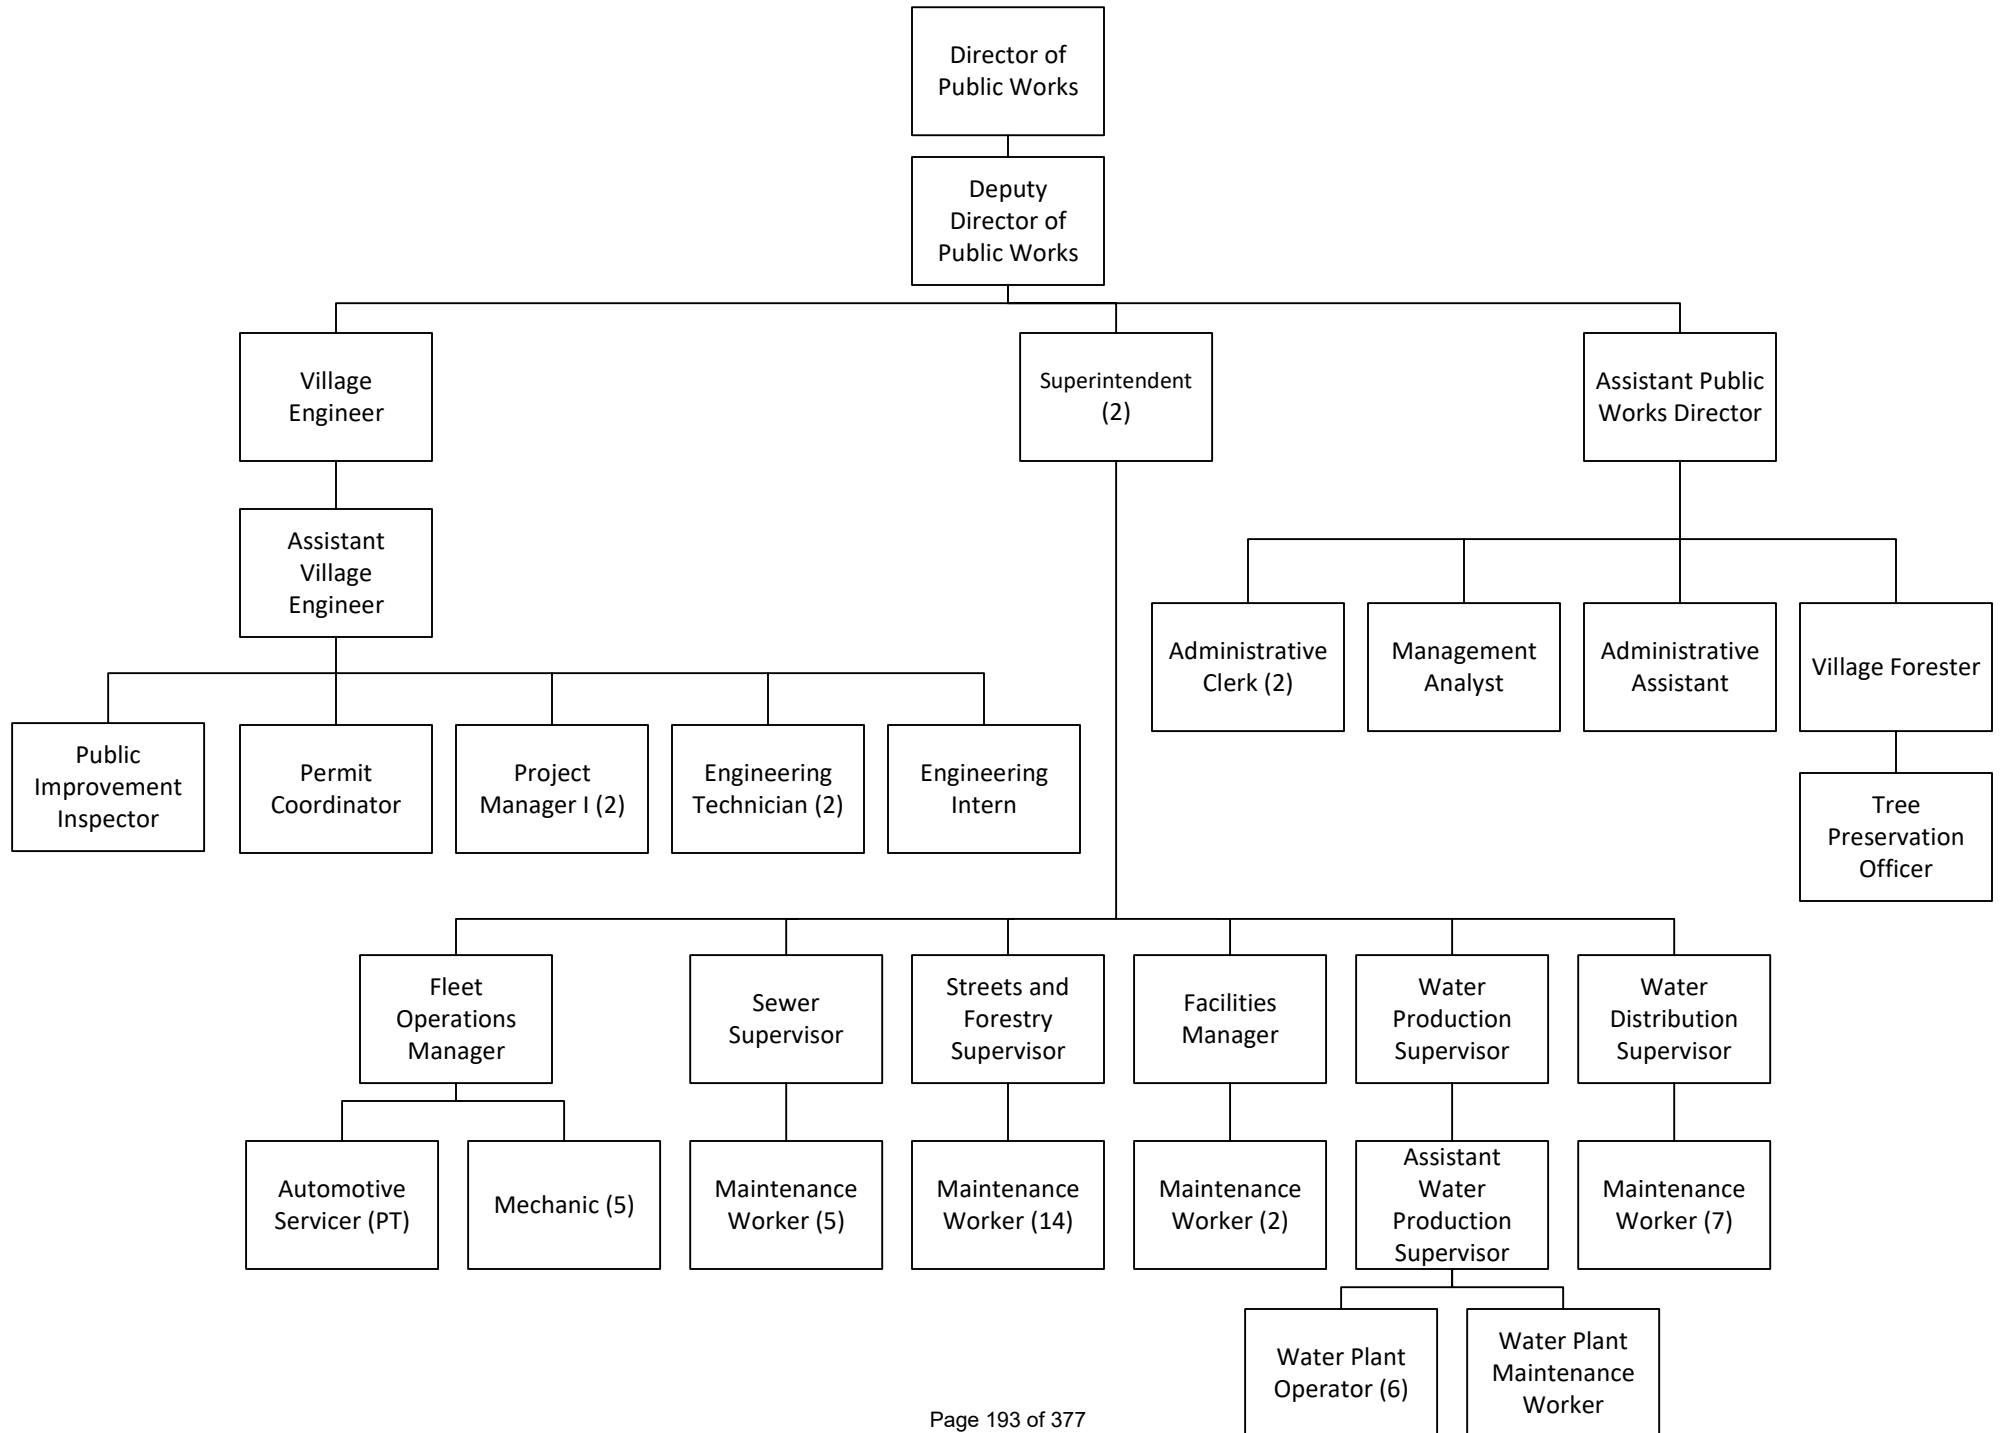 Director of
Public Works
Deputy
Director of
Public Works
Village
Engineer
Superintendent
(2)
Assistant Public
Works Director
Assistant
Village
Engineer
Administrative
Clerk (2)
Management
Analyst
Administrative
Assistant
Village Forester
Public
Improvement
Inspector
Permit
Coordinator
Project
Manager I (2)
Engineering
Technician (2)
Engineering
Intern
Tree
Preservation
Officer
Fleet
Operations
Manager
Sewer
Supervisor
Streets and
Forestry
Supervisor
Facilities
Manager
Water
Production
Supervisor
Water
Distribution
Supervisor
Automotive
Servicer (PT)
Mechanic (5)
Maintenance
Worker (5)
Maintenance
Worker (14)
Maintenance
Worker (2)
Assistant
Water
Production
Supervisor
Maintenance
Worker (7)
Water Plant
Operator (6)
Water Plant
Maintenance
Worker
Page 193 of 377